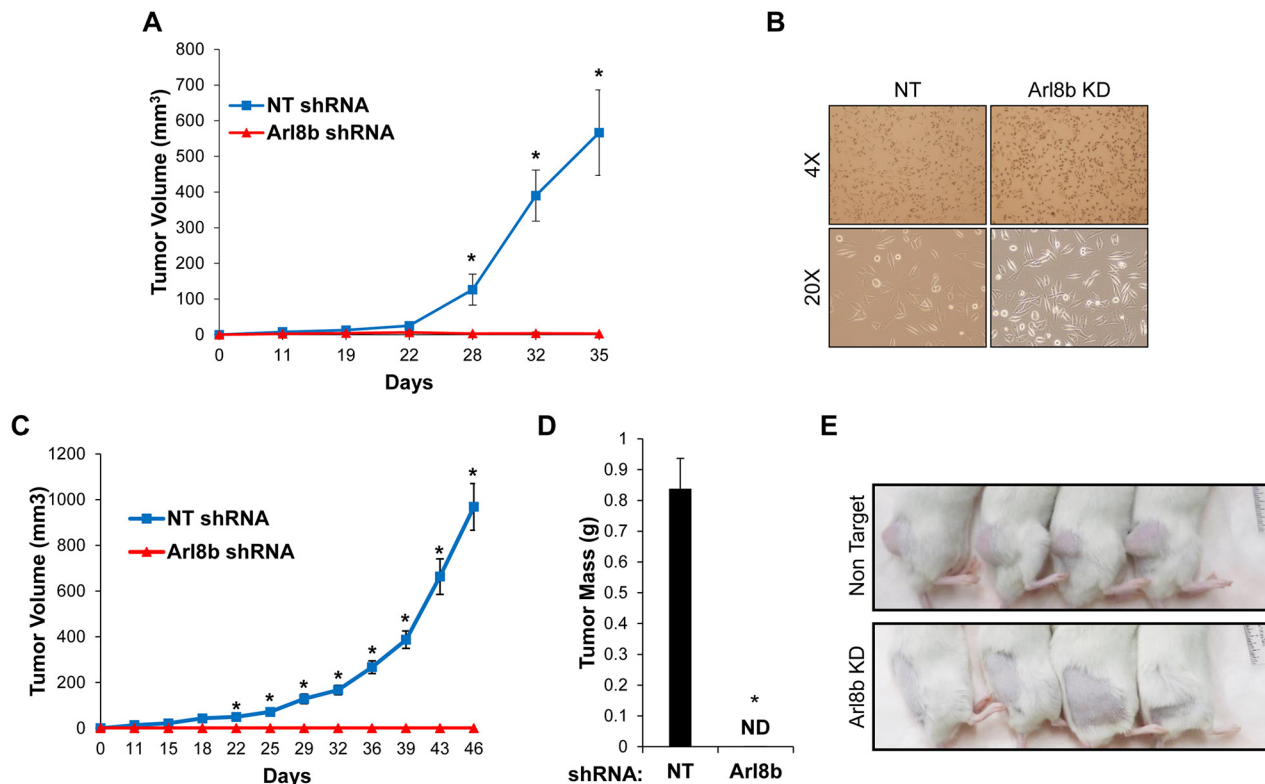 A
800
700
600
500
400
300
200
100
0
Tumor Volume (mm³)
NT shRNA
Arl8b shRNA
*
*
*
0 11 19 22 28 32 35
Days
B
NT Arl8b KD
4X
20X
C
1200
1000
800
600
400
200
0
Tumor Volume (mm3)
NT shRNA
Arl8b shRNA
* * * * * * * *
0 11 15 18 22 25 29 32 36 39 43 46
Days
D
1
0.9
0.8
0.7
0.6
0.5
0.4
0.3
0.2
0.1
0
Tumor Mass (g)
*
ND
shRNA: NT Arl8b
E
Non Target
Arl8b KD